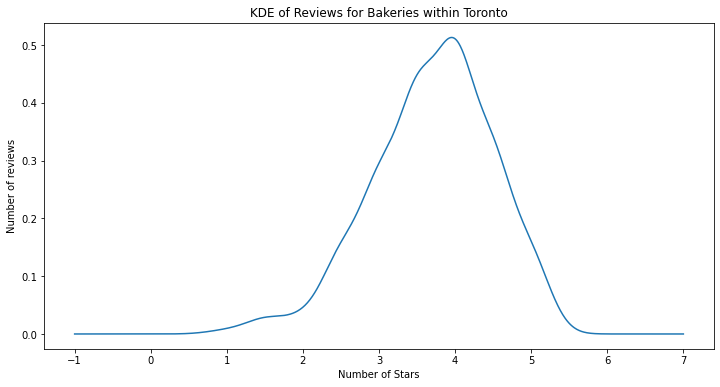 KDE of Reviews for Bakeries within Toronto
Number of reviews
0.5
0.4
0.3
0.2
0.1
0.0
−1 0 1 2 3 4 5 6 7
Number of Stars